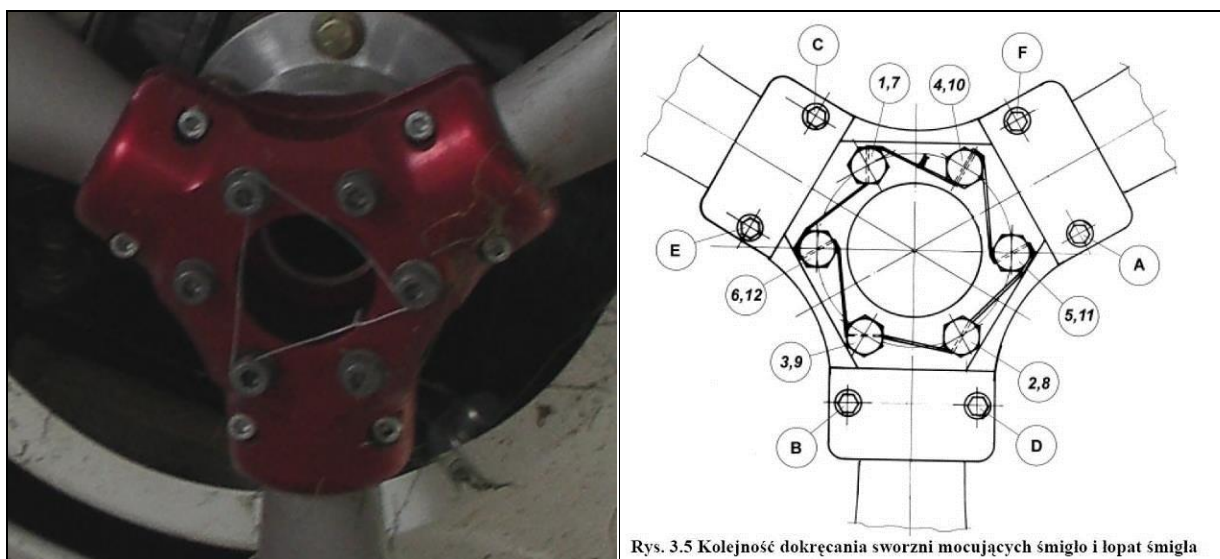 C
F
1,7
4,10
E
A
6,12
5,11
3,9
2,8
B
D
Rys. 3.5 Kolejność dokręcania sworzni mocujących śmigło i łopat śmigła